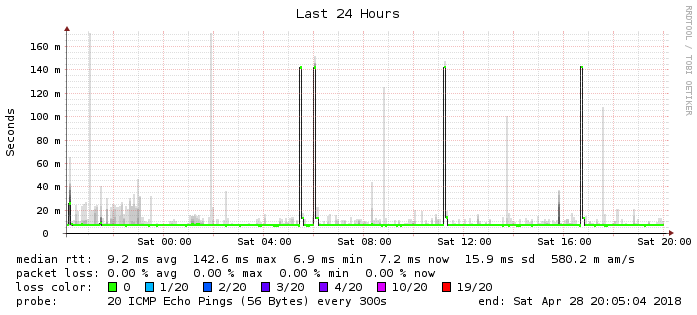 Last 24 Hours
RRDTOOL / TOBI OETIKER
Seconds
160 m
140 m
120 m
100 m
80 m
60 m
40 m
20 m
0
Sat 00:00 Sat 04:00 Sat 08:00 Sat 12:00 Sat 16:00 Sat 20:00
median rtt: 9.2 ms avg 142.6 ms max 6.9 ms min 7.2 ms now 15.9 ms sd 580.2 m am/s
packet loss: 0.00 % avg 0.00 % max 0.00 % min 0.00 % now
loss color: 0 1/20 2/20 3/20 4/20 10/20 19/20
probe: 20 ICMP Echo Pings (56 Bytes) every 300s end: Sat Apr 28 20:05:04 2018